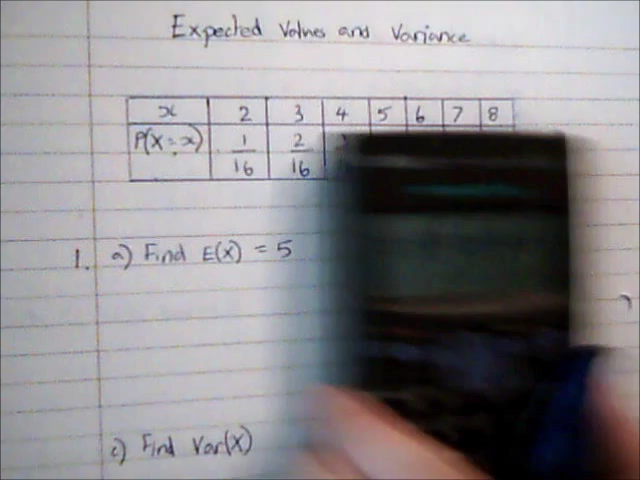 Expected Values and Variance
x 2 3 4 5 6 7 8
P(X=x) 1/16 2/16
1. a) Find E(X) = 5
c) Find Var(X)